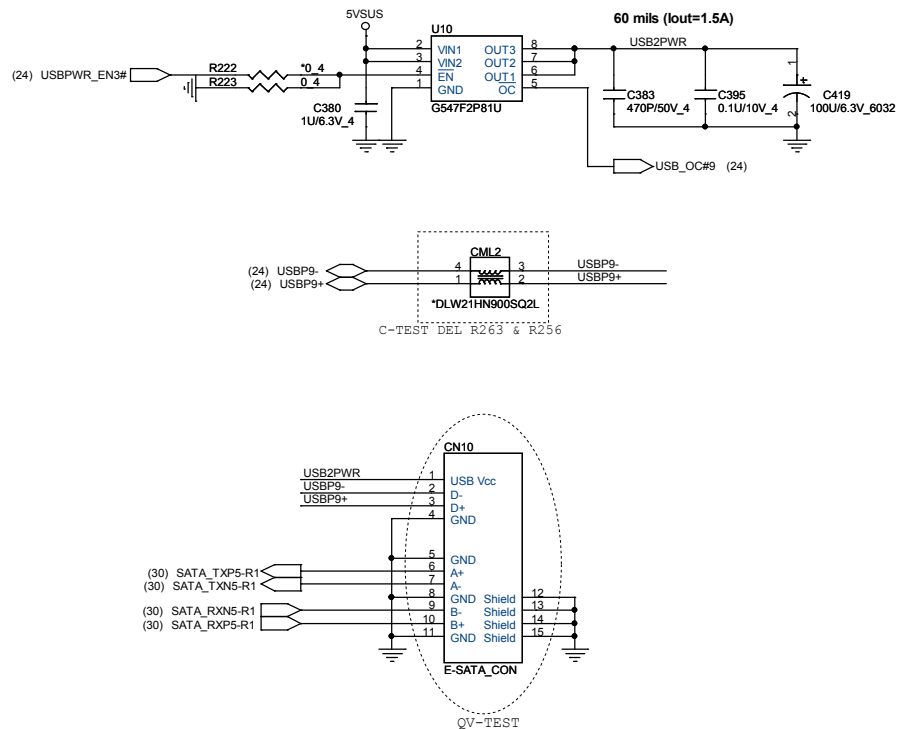 60 mils (Iout=1.5A)
5VSUS
U10
USB2PWR
2 VIN1 OUT3 8
3 VIN2 OUT2 7
4 EN OUT1 6
1 GND OC 5
G547F2P81U
(24) USBPWR_EN3#
R222 *0_4
R223 0_4
C380
1U/6.3V_4
C383
470P/50V_4
C395
0.1U/10V_4
1
+
C419
100U/6.3V_6032
2
USB_OC#9 (24)
CML2
(24) USBP9- 4 3 USBP9-
(24) USBP9+ 1 2 USBP9+
*DLW21HN900SQ2L
C-TEST DEL R263 & R256
CN10
USB2PWR 1 USB Vcc
USBP9- 2 D-
USBP9+ 3 D+
4 GND
5 GND
(30) SATA_TXP5-R1 6 A+
(30) SATA_TXN5-R1 7 A-
8 GND Shield 12
(30) SATA_RXN5-R1 9 B- Shield 13
(30) SATA_RXP5-R1 10 B+ Shield 14
11 GND Shield 15
E-SATA_CON
QV-TEST